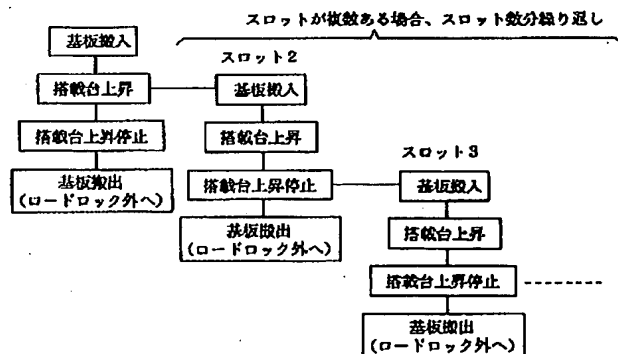 スロットが複数ある場合、スロット数分繰り返し
基板搬入
搭載台上昇
搭載台上昇停止
基板搬出
(ロードロック外へ)
スロット2
基板搬入
搭載台上昇
搭載台上昇停止
基板搬出
(ロードロック外へ)
スロット3
基板搬入
搭載台上昇
搭載台上昇停止
基板搬出
(ロードロック外へ)